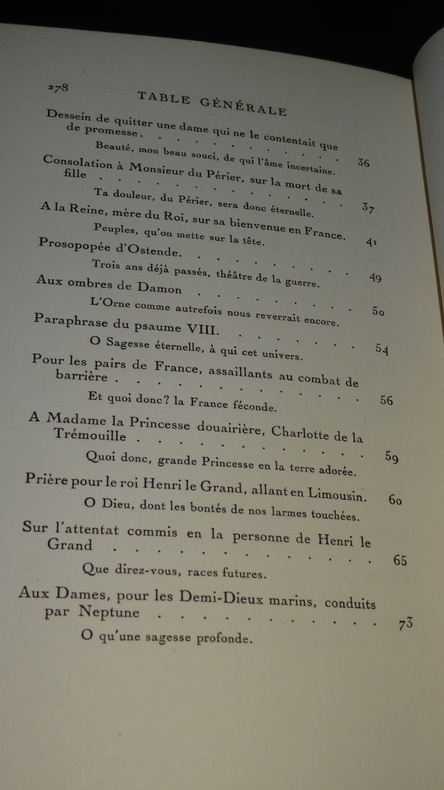 278
TABLE GÉNÉRALE
Dessein de quitter une dame qui ne le contentait que
de promesse. . . . . . . . . . . 36
Beauté, mon beau souci, de qui l'âme incertaine.
Consolation à Monsieur du Périer, sur la mort de sa
fille . . . . . . . . . . . . . 37
Ta douleur, du Périer, sera donc éternelle.
A la Reine, mère du Roi, sur sa bienvenue en France. 41
Peuples, qu'on mette sur la tête.
Prosopopée d'Ostende. . . . . . . . . 49
Trois ans déjà passés, théâtre de la guerre.
Aux ombres de Damon . . . . . . . . 50
L'Orne comme autrefois nous reverrait encore.
Paraphrase du psaume VIII. . . . . . . . 54
O Sagesse éternelle, à qui cet univers.
Pour les pairs de France, assaillants au combat de
barrière . . . . . . . . . . . . 56
Et quoi donc? la France féconde.
A Madame la Princesse douairière, Charlotte de la
Trémouille . . . . . . . . . . . 59
Quoi donc, grande Princesse en la terre adorée.
Prière pour le roi Henri le Grand, allant en Limousin. 60
O Dieu, dont les bontés de nos larmes touchées.
Sur l'attentat commis en la personne de Henri le
Grand . . . . . . . . . . . . . 65
Que direz-vous, races futures.
Aux Dames, pour les Demi-Dieux marins, conduits
par Neptune . . . . . . . . . . 73
O qu'une sagesse profonde.